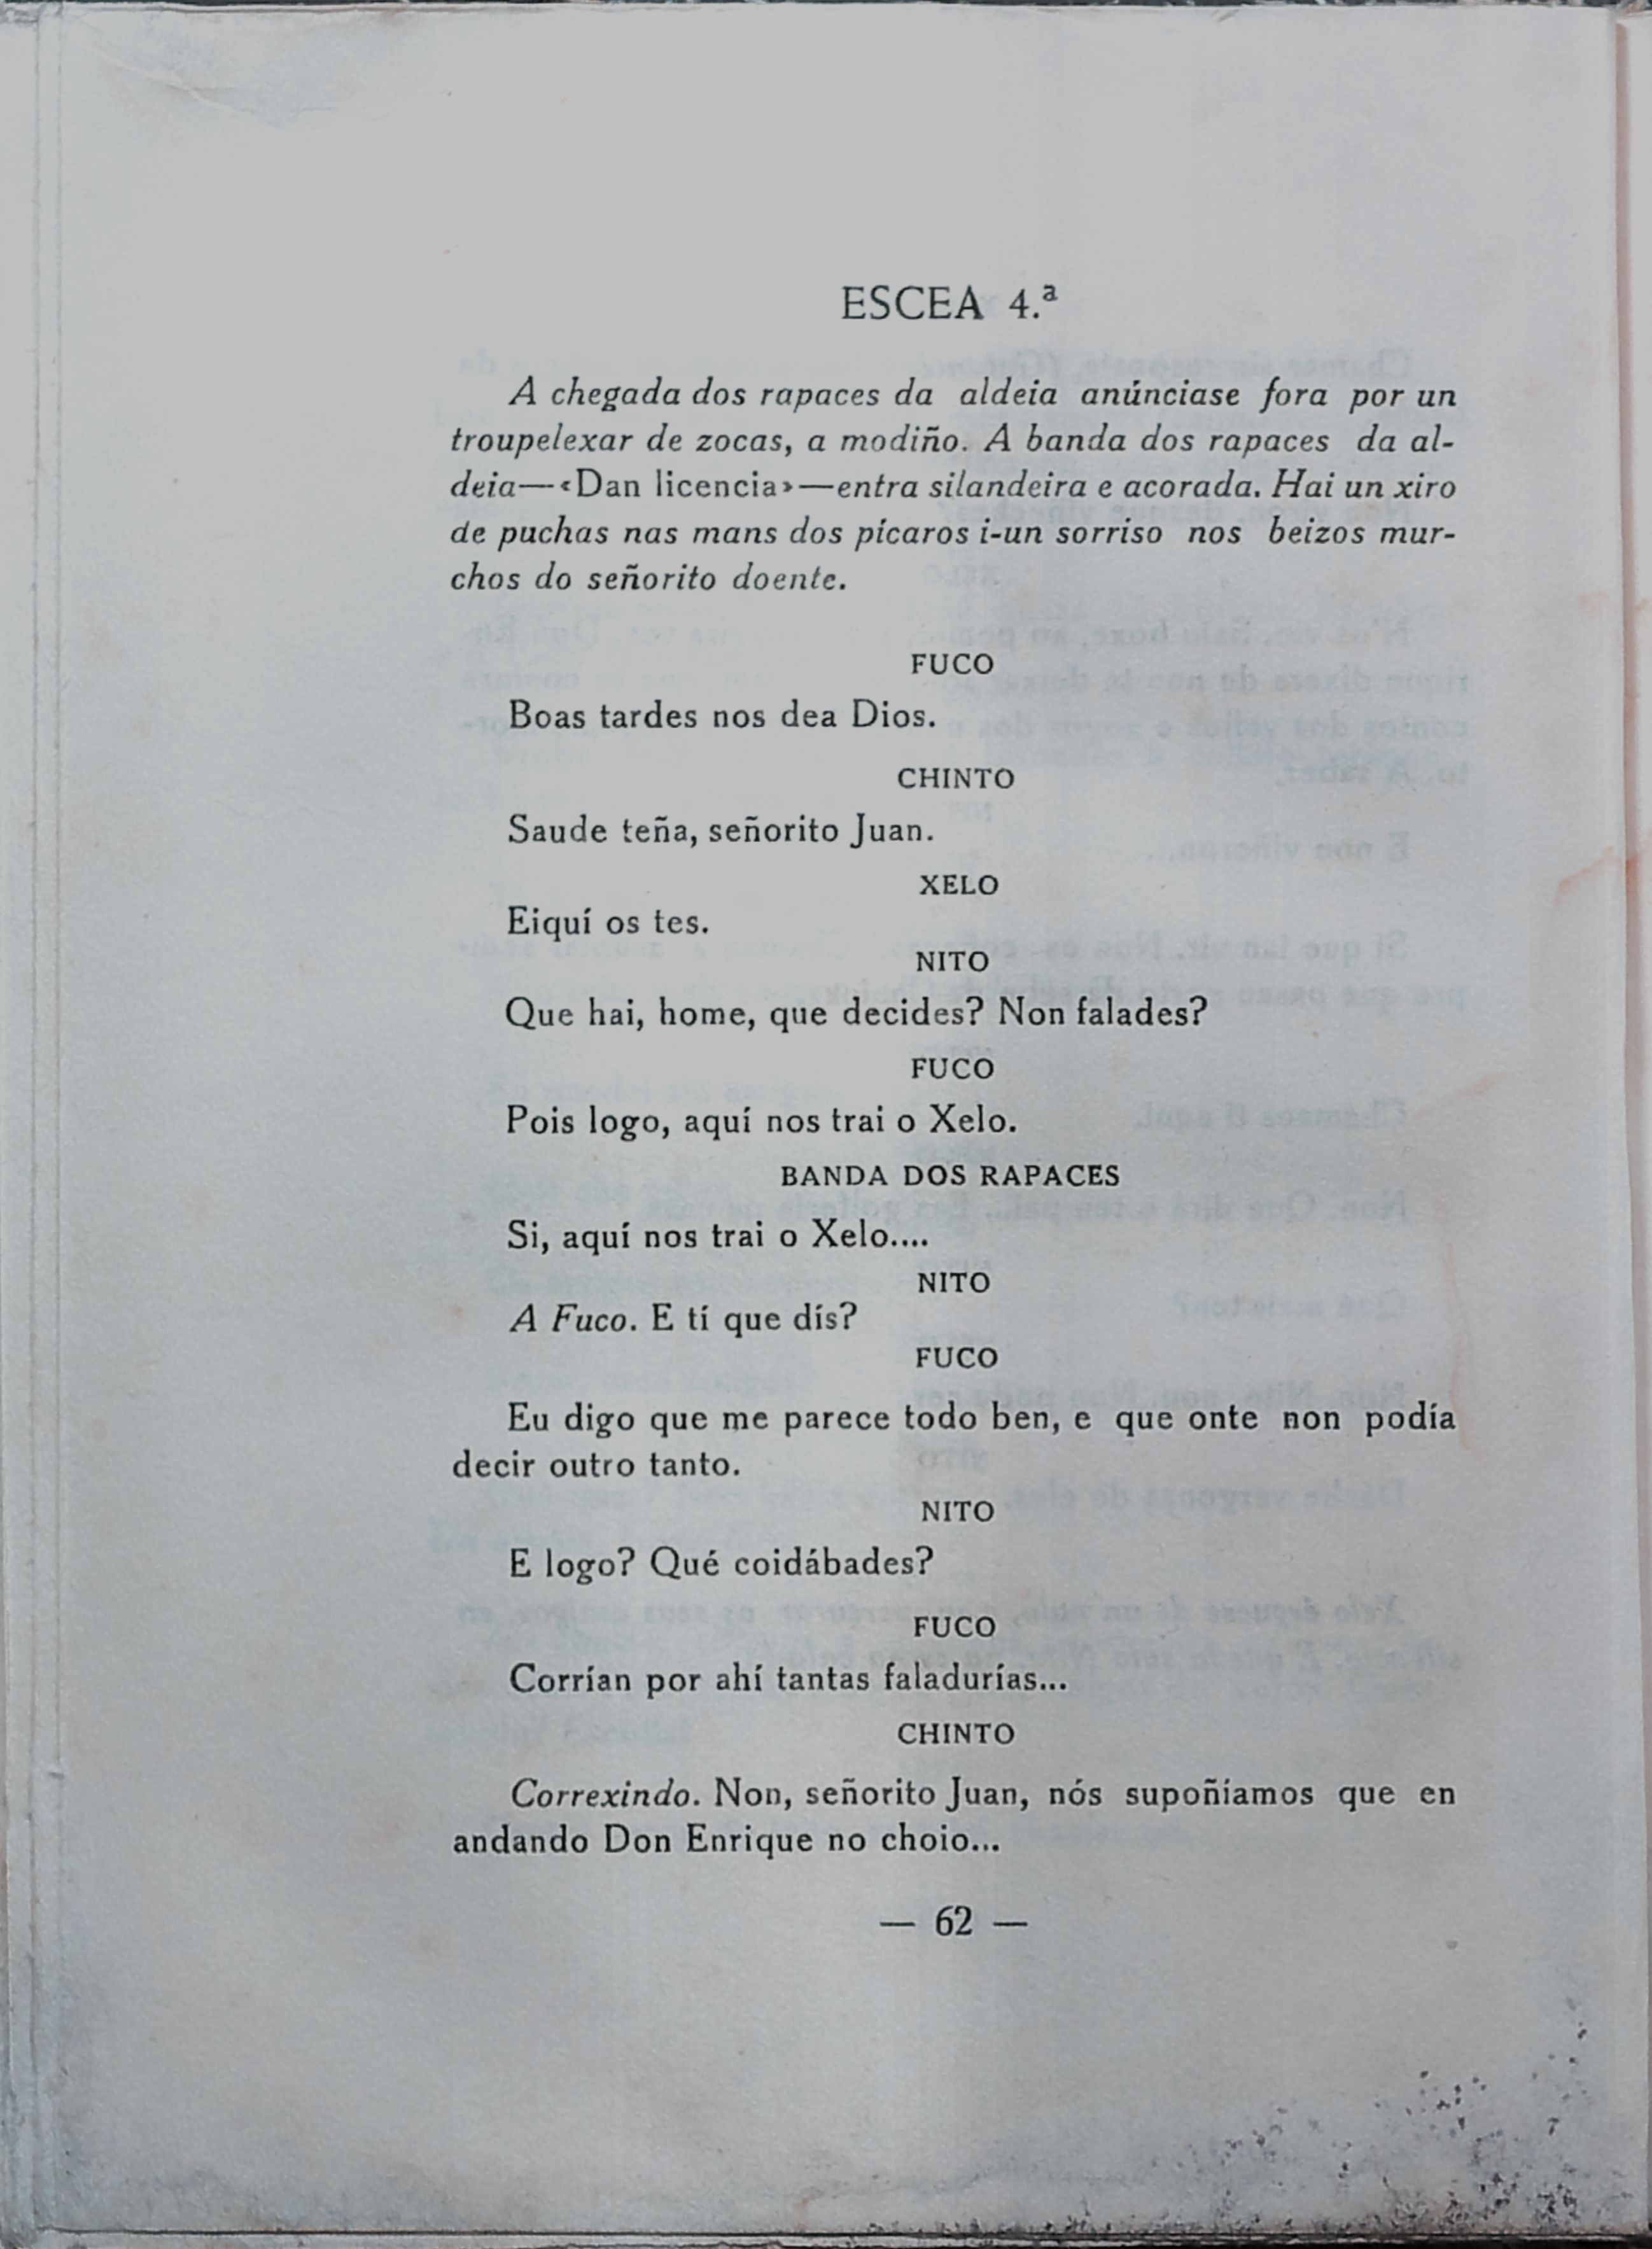 ESCEA 4.ª
A chegada dos rapaces da aldeia anúnciase fora por un
troupelexar de zocas, a modiño. A banda dos rapaces da al-
deia—«Dan licencia»—entra silandeira e acorada. Hai un xiro
de puchas nas mans dos pícaros i-un sorriso nos beizos mur-
chos do señorito doente.
FUCO
Boas tardes nos dea Dios.
CHINTO
Saude teña, señorito Juan.
XELO
Eiquí os tes.
NITO
Que hai, home, que decides? Non falades?
FUCO
Pois logo, aquí nos trai o Xelo.
BANDA DOS RAPACES
Si, aquí nos trai o Xelo....
NITO
A Fuco. E tí que dís?
FUCO
Eu digo que me parece todo ben, e que onte non podía
decir outro tanto.
NITO
E logo? Qué coidábades?
FUCO
Corrían por ahí tantas faladurías...
CHINTO
Correxindo. Non, señorito Juan, nós supoñíamos que en
andando Don Enrique no choio...
— 62 —